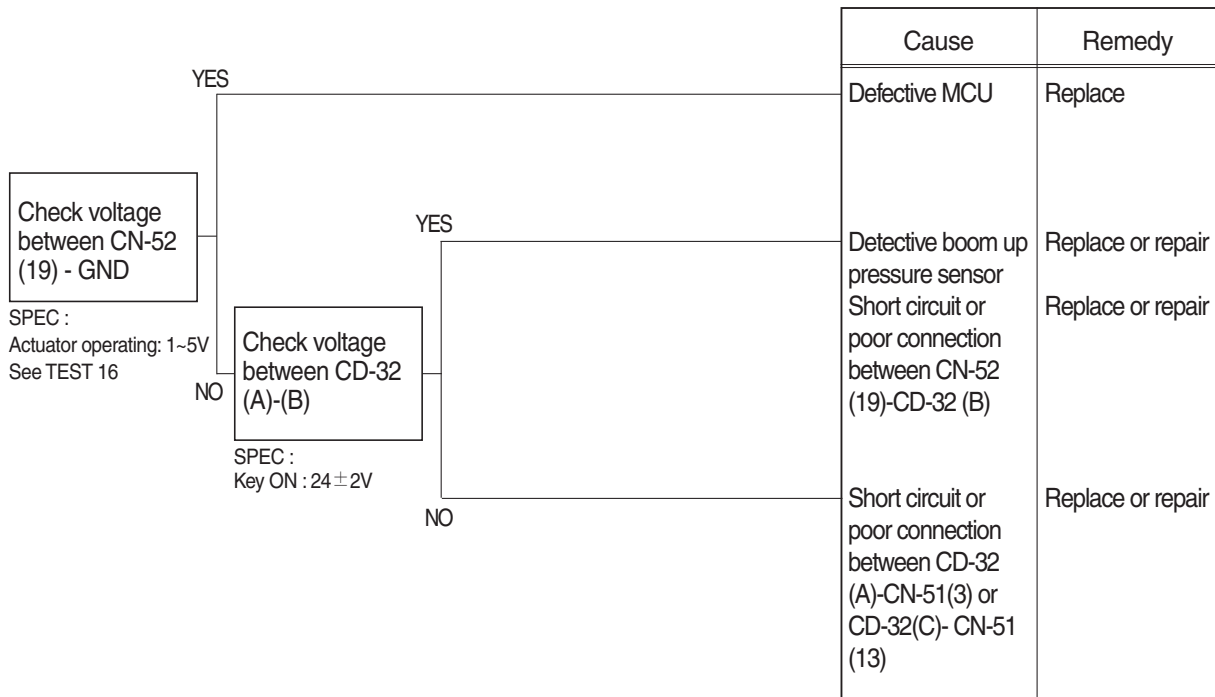 Cause Remedy
YES
Defective MCU Replace
Check voltage
between CN-52
(19) - GND
SPEC :
Actuator operating: 1~5V
See TEST 16
NO
Check voltage
between CD-32
(A)-(B)
SPEC :
Key ON : 24±2V
YES
Detective boom up Replace or repair
pressure sensor
Short circuit or Replace or repair
poor connection
between CN-52
(19)-CD-32 (B)
NO
Short circuit or Replace or repair
poor connection
between CD-32
(A)-CN-51(3) or
CD-32(C)- CN-51
(13)